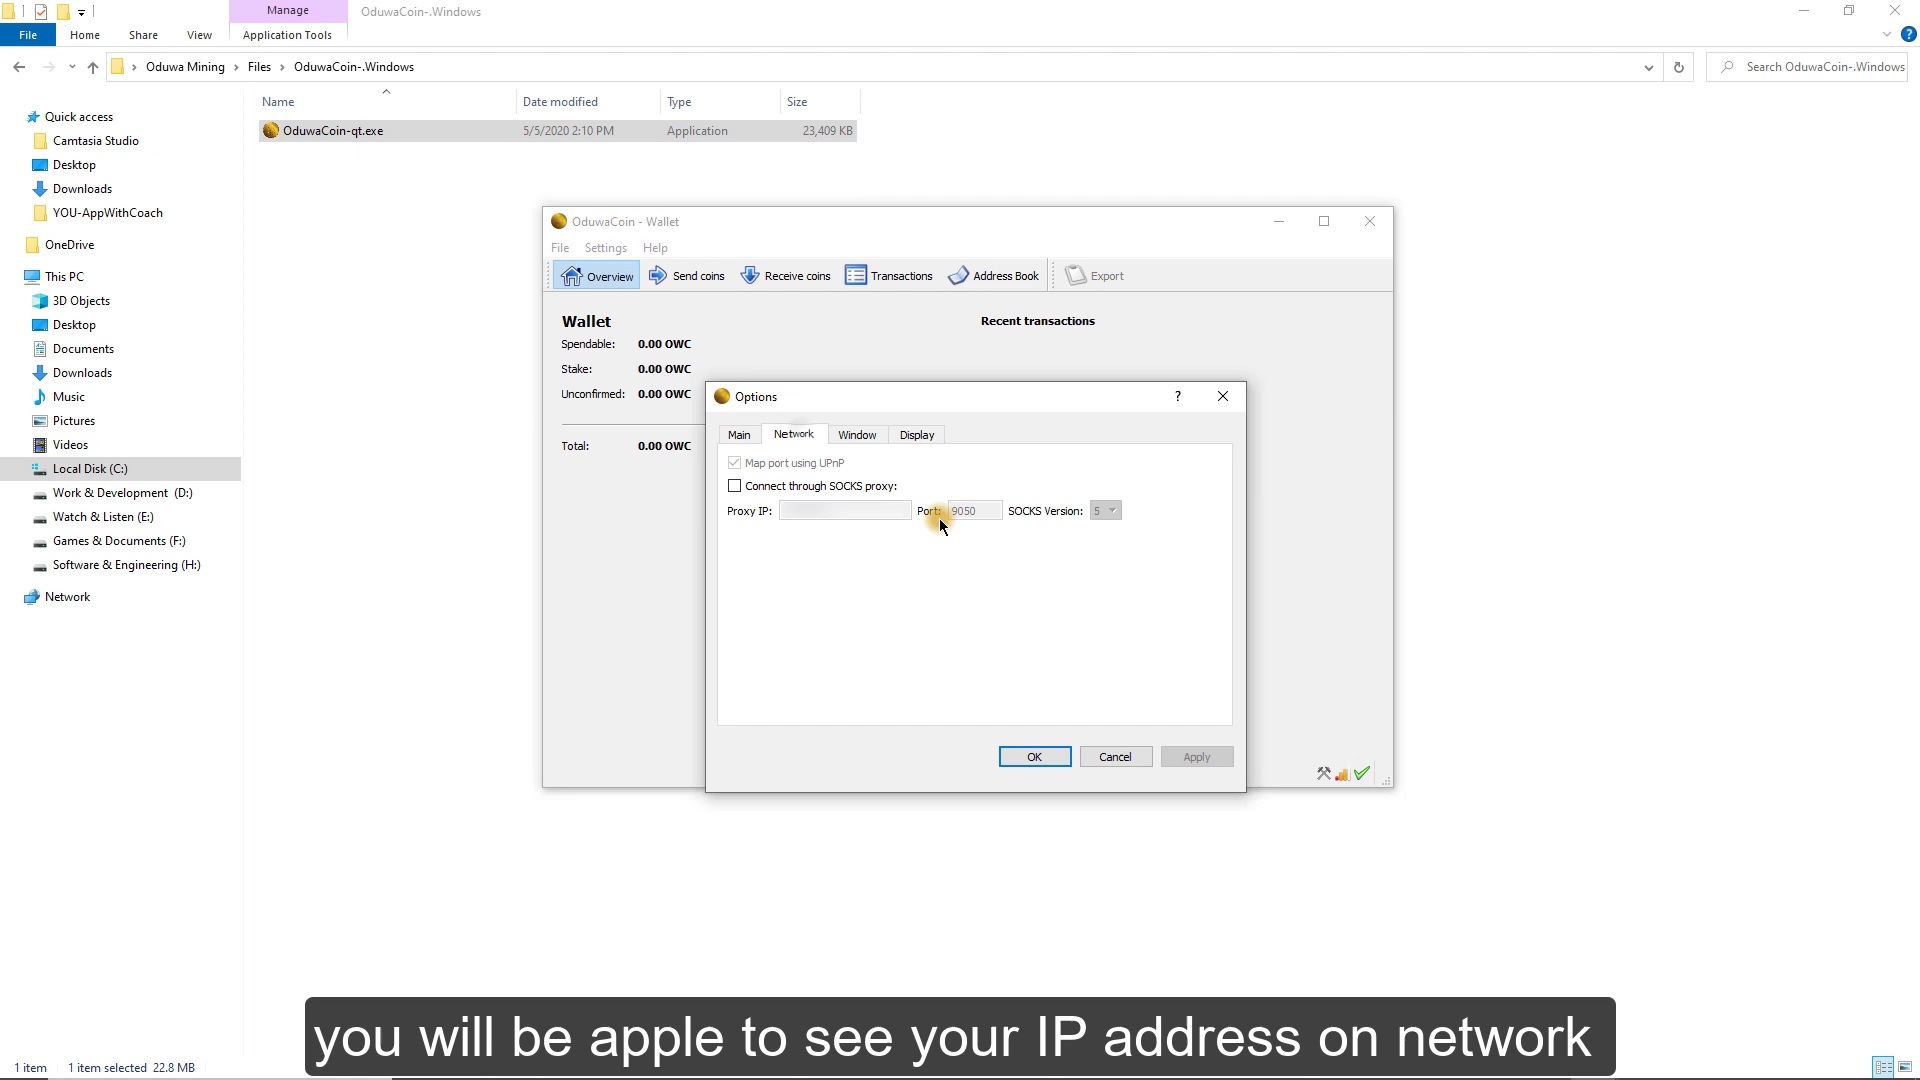 Manage
OduwaCoin-.Windows
File
Home
Share
View
Application Tools
Oduwa Mining > Files > OduwaCoin-.Windows
Search OduwaCoin-.Windows
Name
Date modified
Type
Size
OduwaCoin-qt.exe
5/5/2020 2:10 PM
Application
23,409 KB
Quick access
Camtasia Studio
Desktop
Downloads
YOU-AppWithCoach
OneDrive
This PC
3D Objects
Desktop
Documents
Downloads
Music
Pictures
Videos
Local Disk (C:)
Work & Development (D:)
Watch & Listen (E:)
Games & Documents (F:)
Software & Engineering (H:)
Network
OduwaCoin - Wallet
File Settings Help
Overview
Send coins
Receive coins
Transactions
Address Book
Export
Wallet
Spendable: 0.00 OWC
Stake: 0.00 OWC
Unconfirmed: 0.00 OWC
Total: 0.00 OWC
Recent transactions
Options
?
Main
Network
Window
Display
Map port using UPnP
Connect through SOCKS proxy:
Proxy IP:
Port: 9050
SOCKS Version: 5
OK
Cancel
Apply
you will be apple to see your IP address on network
1 item
1 item selected 22.8 MB